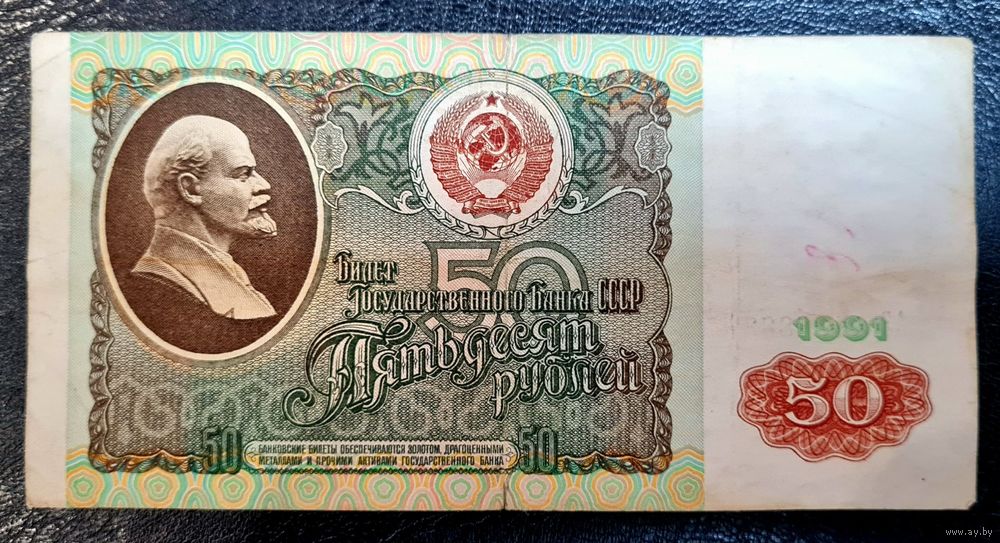 50
Билет
Государственного Банка СССР
Пятьдесят
рублей
1991
50
50
БАНКОВСКИЕ БИЛЕТЫ ОБЕСПЕЧИВАЮТСЯ ЗОЛОТОМ, ДРАГОЦЕННЫМИ
МЕТАЛЛАМИ И ПРОЧИМИ АКТИВАМИ ГОСУДАРСТВЕННОГО БАНКА
50
www.ay.by